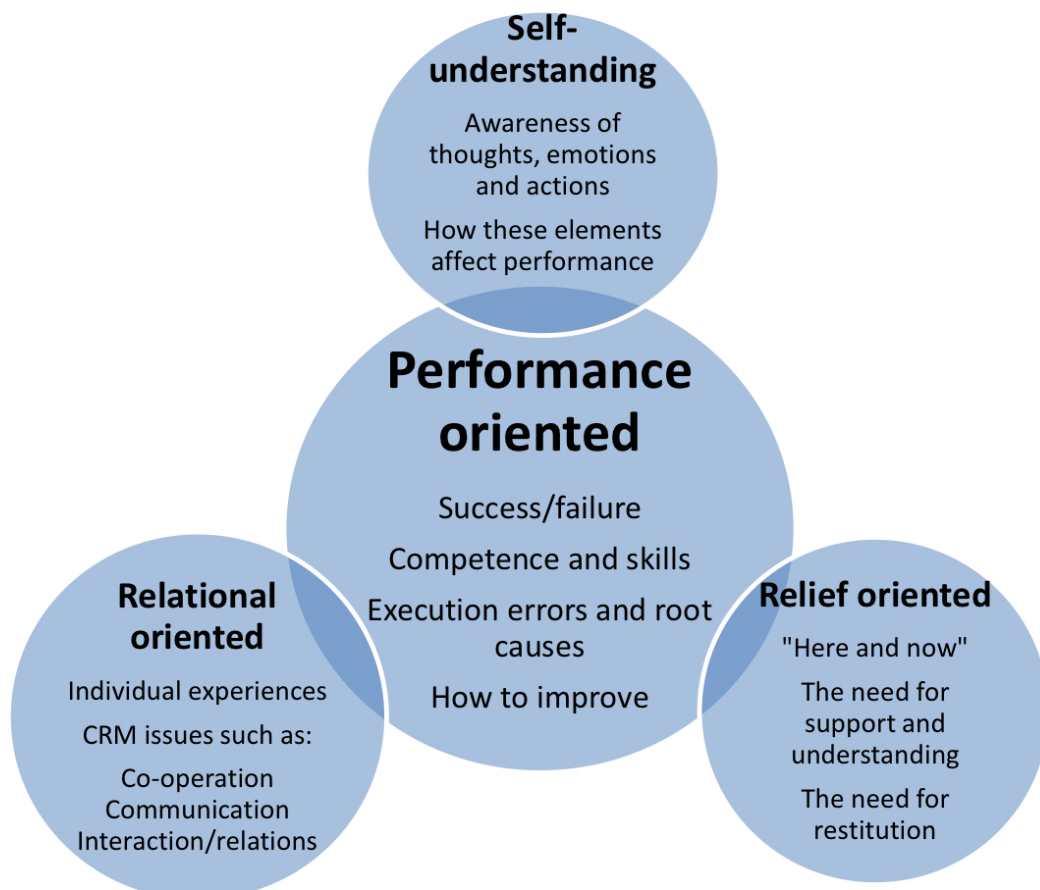 Self-
understanding
Awareness of
thoughts, emotions
and actions
How these elements
affect performance
Performance
oriented
Success/failure
Competence and skills
Execution errors and root
causes
How to improve
Relational
oriented
Individual experiences
CRM issues such as:
Co-operation
Communication
Interaction/relations
Relief oriented
"Here and now"
The need for
support and
understanding
The need for
restitution